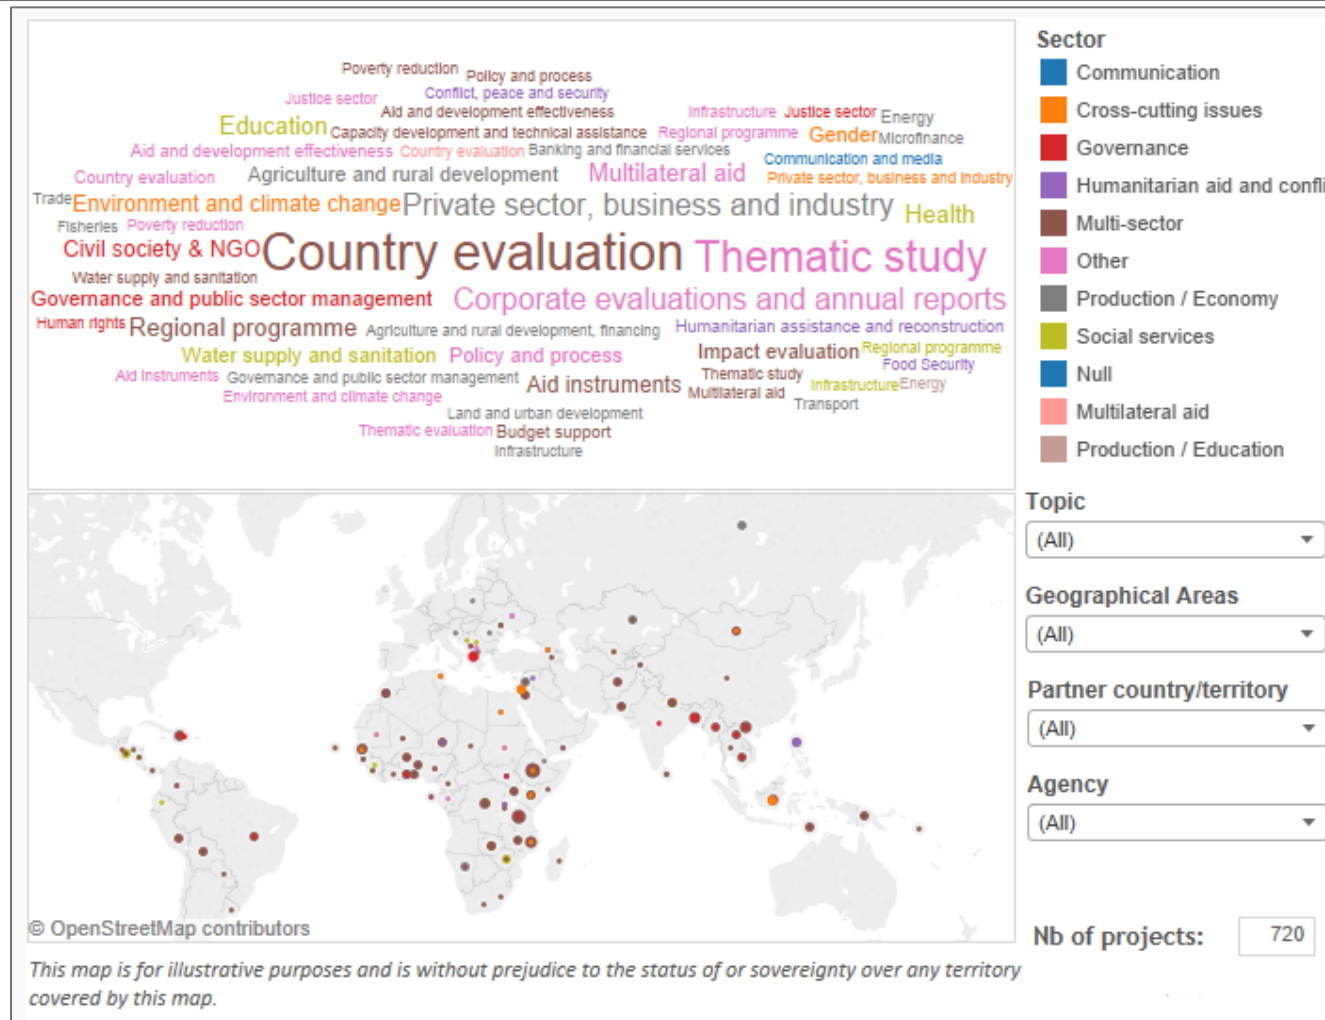 Poverty reduction
Policy and process
Justice sector
Conflict, peace and security
Aid and development effectiveness
Infrastructure
Justice sector
Energy
Education
Capacity development and technical assistance
Regional programme
Gender
Microfinance
Aid and development effectiveness
Country evaluation
Banking and financial services
Communication and media
Country evaluation
Agriculture and rural development
Multilateral aid
Private sector, business and industry
Trade
Environment and climate change
Private sector, business and industry
Health
Fisheries
Poverty reduction
Civil society & NGO
Country evaluation
Thematic study
Water supply and sanitation
Governance and public sector management
Corporate evaluations and annual reports
Human rights
Regional programme
Agriculture and rural development, financing
Humanitarian assistance and reconstruction
Water supply and sanitation
Policy and process
Impact evaluation
Regional programme
Food Security
Aid Instruments
Governance and public sector management
Aid instruments
Thematic study
Infrastructure
Energy
Environment and climate change
Multilateral aid
Transport
Land and urban development
Thematic evaluation
Budget support
Infrastructure
Sector
Communication
Cross-cutting issues
Governance
Humanitarian aid and confli
Multi-sector
Other
Production / Economy
Social services
Null
Multilateral aid
Production / Education
Topic
(All)
Geographical Areas
(All)
Partner country/territory
(All)
Agency
(All)
Nb of projects: 720
© OpenStreetMap contributors
This map is for illustrative purposes and is without prejudice to the status of or sovereignty over any territory
covered by this map.